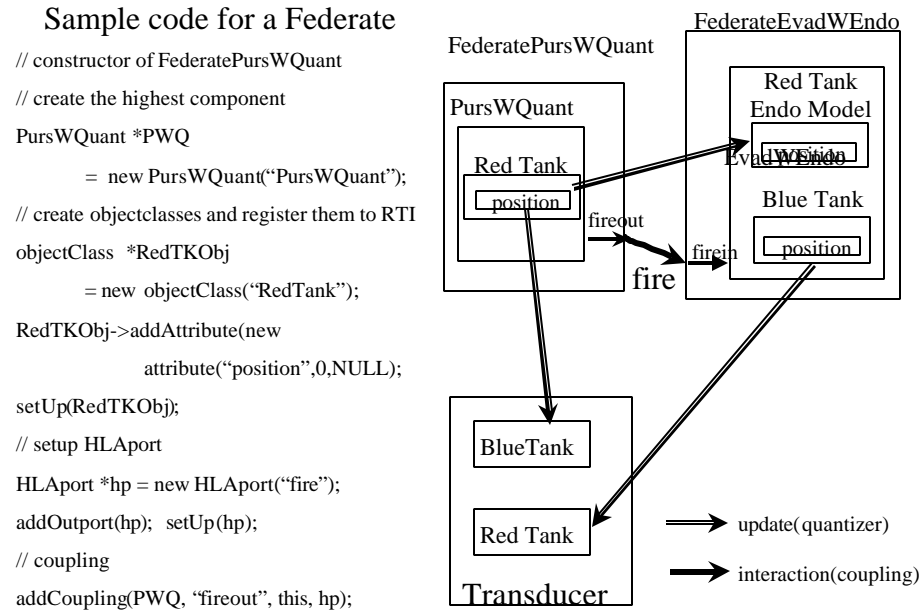 Sample code for a Federate
// constructor of FederatePursWQuant
// create the highest component
PursWQuant *PWQ
= new PursWQuant(“PursWQuant”);
// create objectclasses and register them to RTI
objectClass *RedTKObj
= new objectClass(“RedTank”);
RedTKObj->addAttribute(new
attribute(“position”,0,NULL);
setUp(RedTKObj);
// setup HLAport
HLAport *hp = new HLAport(“fire”);
addOutport(hp); setUp(hp);
// coupling
addCoupling(PWQ, “fireout”, this, hp);
FederatePursWQuant
PursWQuant
Red Tank
position
fireout
fire
FederateEvadWEndo
Red Tank
Endo Model
position
EvadWEndo
Blue Tank
firein
position
BlueTank
Red Tank
Transducer
update(quantizer)
interaction(coupling)